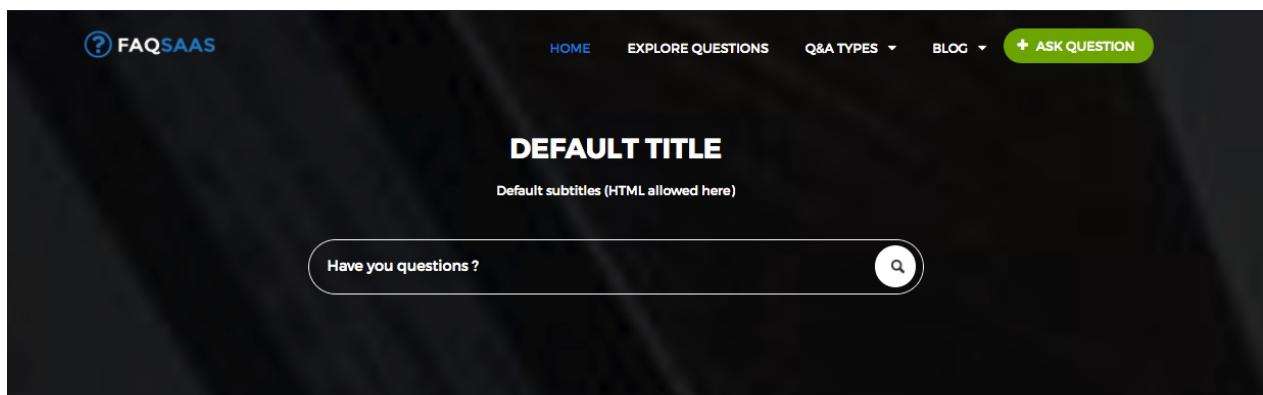 FAQSAAS
HOME EXPLORE QUESTIONS Q&A TYPES BLOG + ASK QUESTION
DEFAULT TITLE
Default subtitles (HTML allowed here)
Have you questions ?